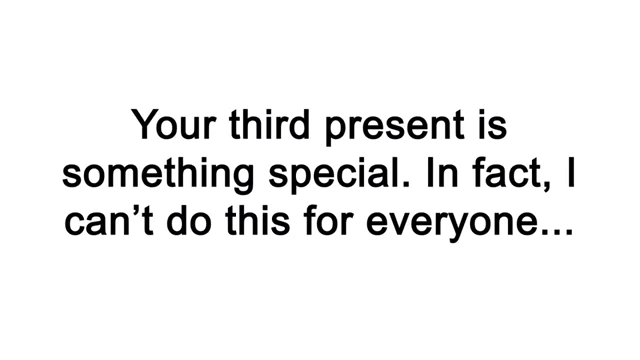 Your third present is
something special. In fact, I
can’t do this for everyone...